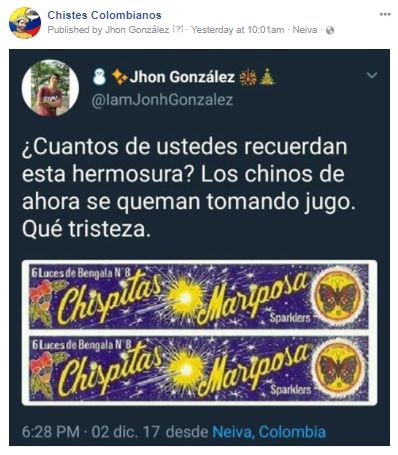 Chistes Colombianos
Published by Jhon González [?] · Yesterday at 10:01am · Neiva ·
Jhon González
@IamJonhGonzalez
¿Cuantos de ustedes recuerdan
esta hermosura? Los chinos de
ahora se queman tomando jugo.
Qué tristeza.
6 Luces de Bengala N°8
Chispitas Mariposa
Sparklers
6 Luces de Bengala N°8
Chispitas Mariposa
Sparklers
6:28 PM · 02 dic. 17 desde Neiva, Colombia